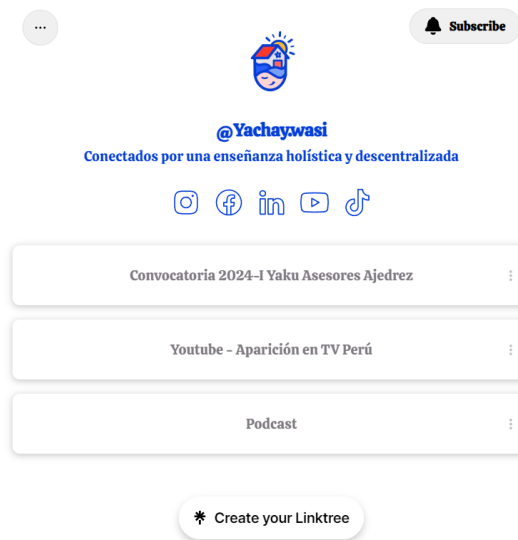 Subscribe
@Yachay.wasi
Conectados por una enseñanza holística y descentralizada
Convocatoria 2024-I Yaku Asesores Ajedrez
Youtube - Aparición en TV Perú
Podcast
Create your Linktree